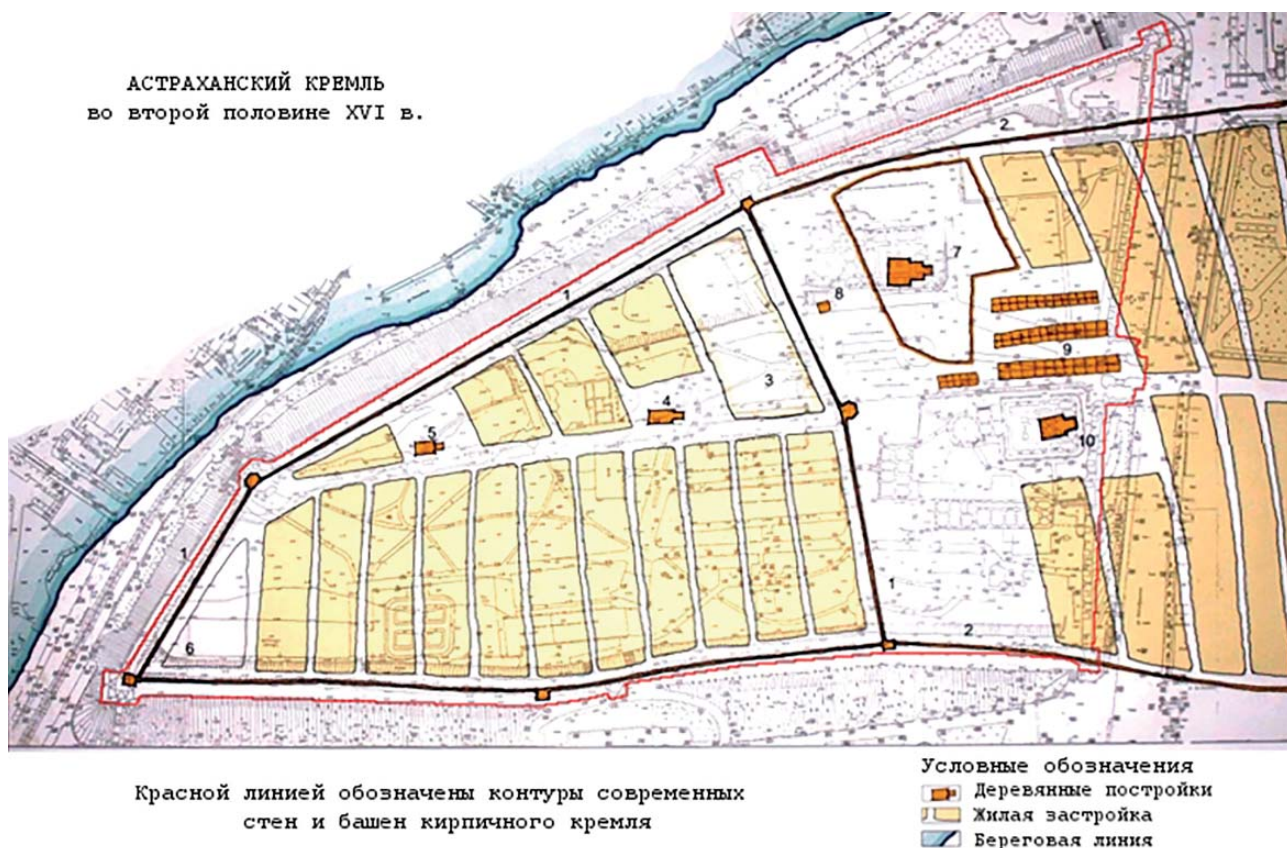 АСТРАХАНСКИЙ КРЕМЛЬ
во второй половине XVI в.
2
1
7
8
3
9
4
5
10
1
1
2
6
Красной линией обозначены контуры современных
стен и башен кирпичного кремля
Условные обозначения
Деревянные постройки
Жилая застройка
Береговая линия